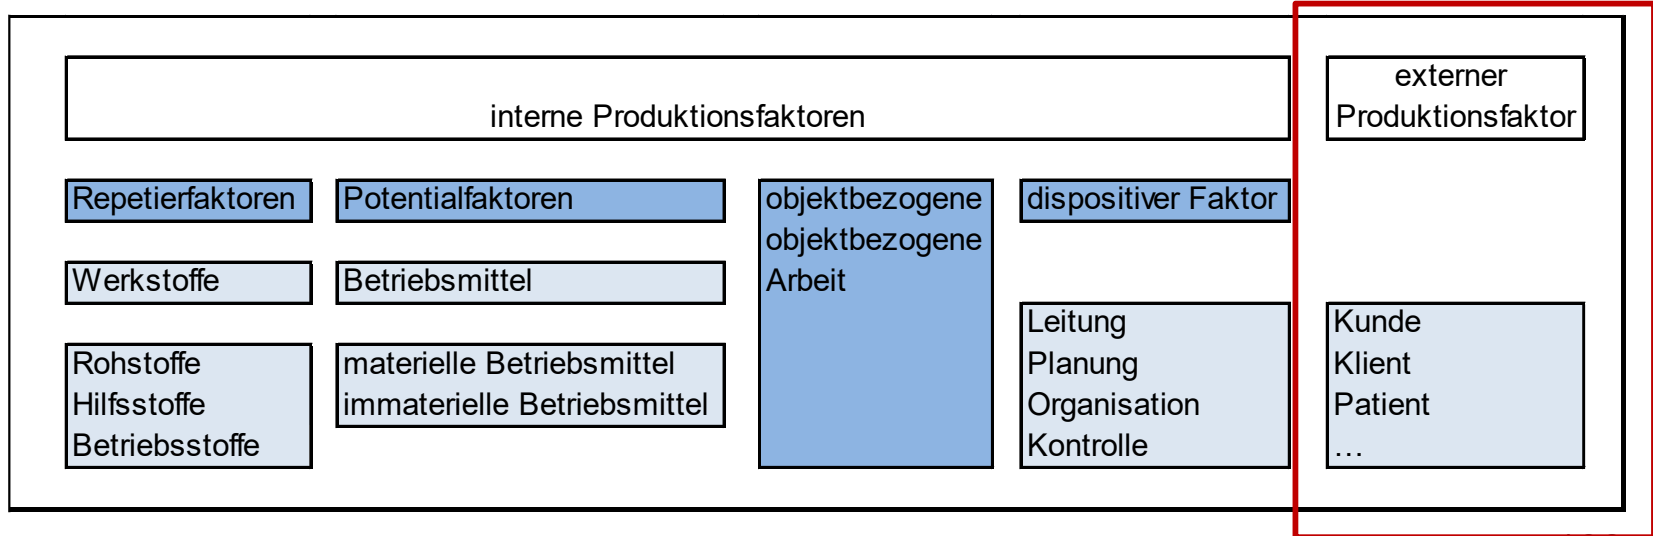 interne Produktionsfaktoren
externer
Produktionsfaktor
Repetierfaktoren
Werkstoffe
Rohstoffe
Hilfsstoffe
Betriebsstoffe
Potentialfaktoren
Betriebsmittel
materielle Betriebsmittel
immaterielle Betriebsmittel
objektbezogene
objektbezogene
Arbeit
dispositiver Faktor
Leitung
Planung
Organisation
Kontrolle
Kunde
Klient
Patient
…